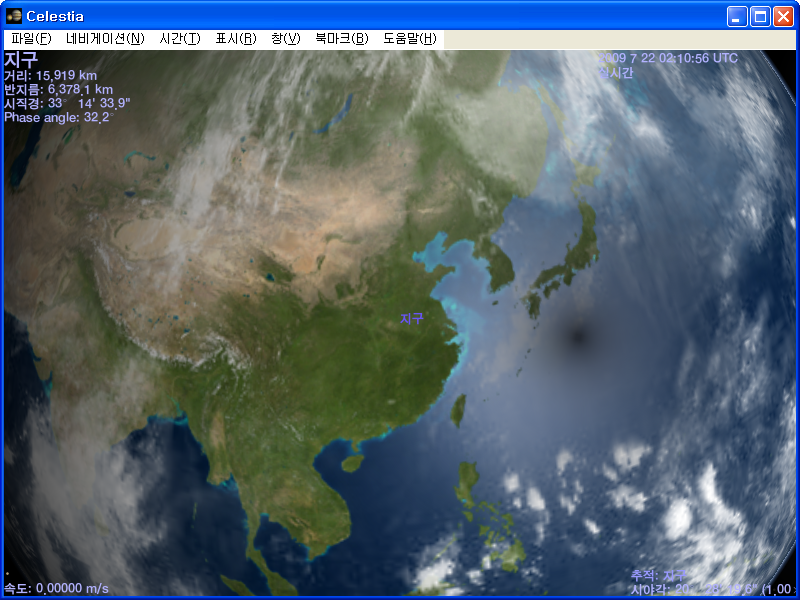 Celestia
파일(F) 네비게이션(N) 시간(T) 표시(R) 창(V) 북마크(B) 도움말(H)
지구
2009 7 22 02:10:56 UTC
거리: 15,919 km
실시간
반지름: 6,378.1 km
시직경: 33° 14' 33.9"
Phase angle: 32.2°
지구
추적: 지구
속도: 0.00000 m/s
시야각: 20° (1.00